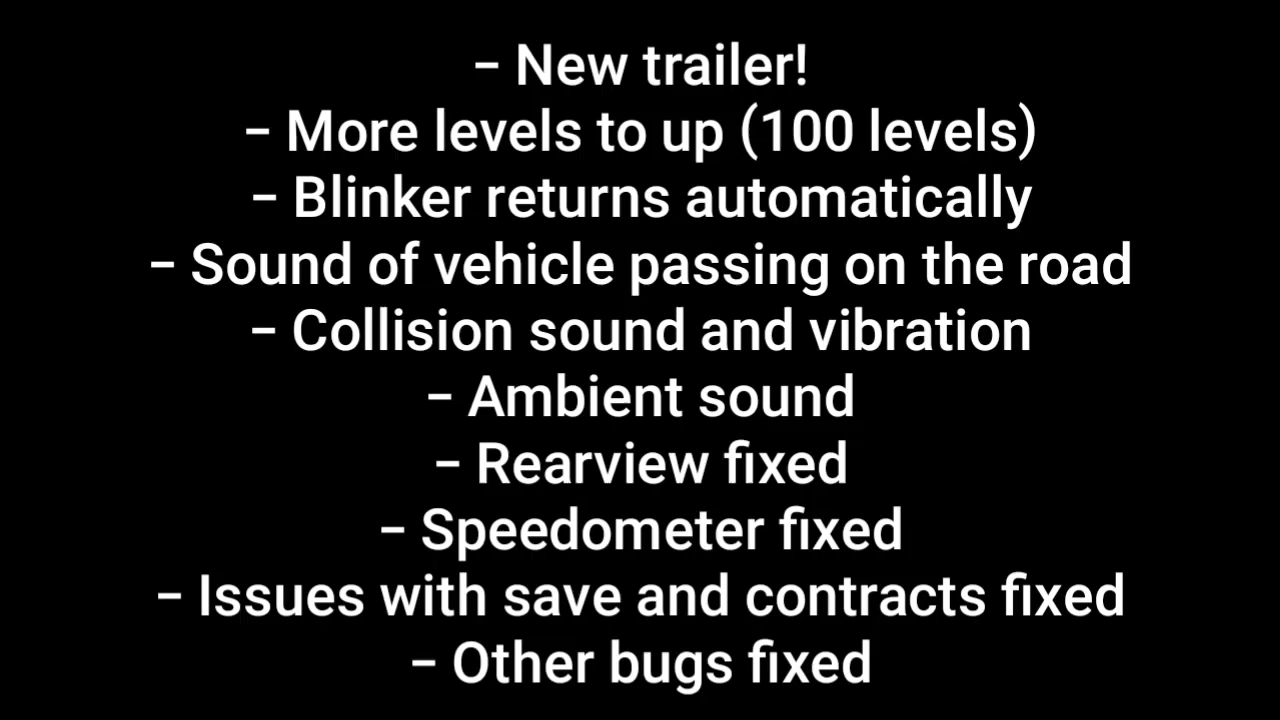 - New trailer!
- More levels to up (100 levels)
- Blinker returns automatically
- Sound of vehicle passing on the road
- Collision sound and vibration
- Ambient sound
- Rearview fixed
- Speedometer fixed
- Issues with save and contracts fixed
- Other bugs fixed